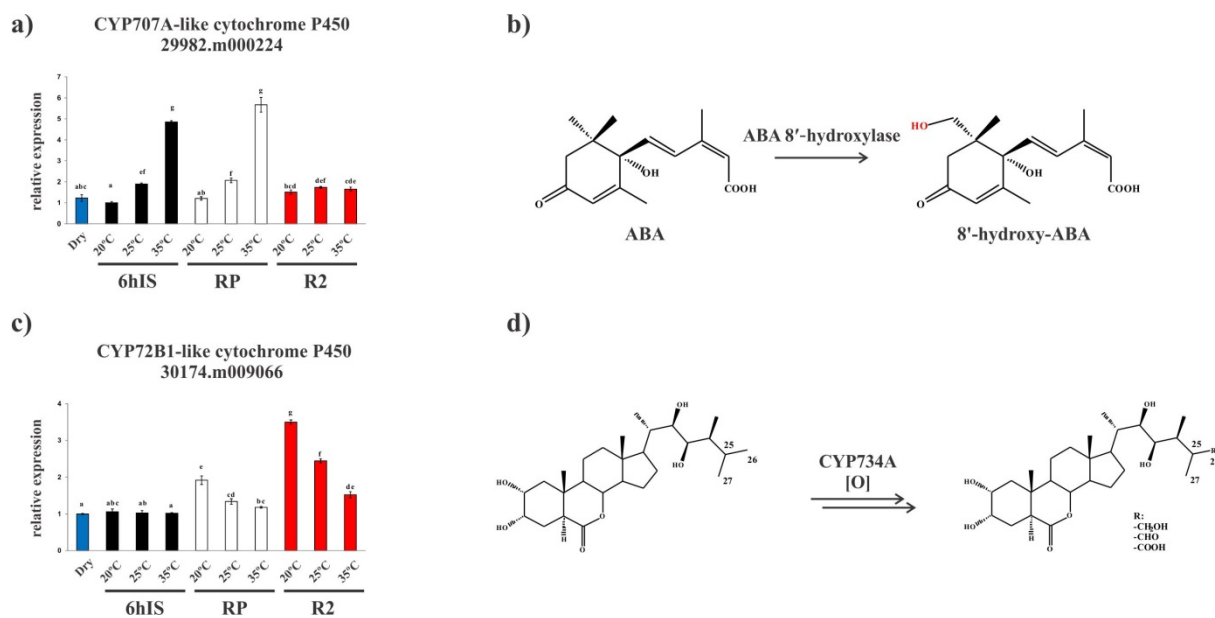 a)
CYP707A-like cytochrome P450
29982.m000224
relative expression
7
6
5
4
3
2
1
0
abc
a
ef
g
ab
f
g
bcd
def
cde
Dry
20°C
25°C
35°C
20°C
25°C
35°C
20°C
25°C
35°C
6hIS
RP
R2
b)
ABA 8'-hydroxylase
OH
COOH
O
ABA
HO
OH
COOH
O
8'-hydroxy-ABA
c)
CYP72B1-like cytochrome P450
30174.m009066
relative expression
4
3
2
1
0
a
abc
ab
a
e
cd
bc
g
f
de
Dry
20°C
25°C
35°C
20°C
25°C
35°C
20°C
25°C
35°C
6hIS
RP
R2
d)
OH
25
26
HO
27
HO
HO
O
H
O
CYP734A
[O]
OH
25
R
HO
27
HO
HO
O
H
O
R:
-CH2OH
-CHO
-COOH